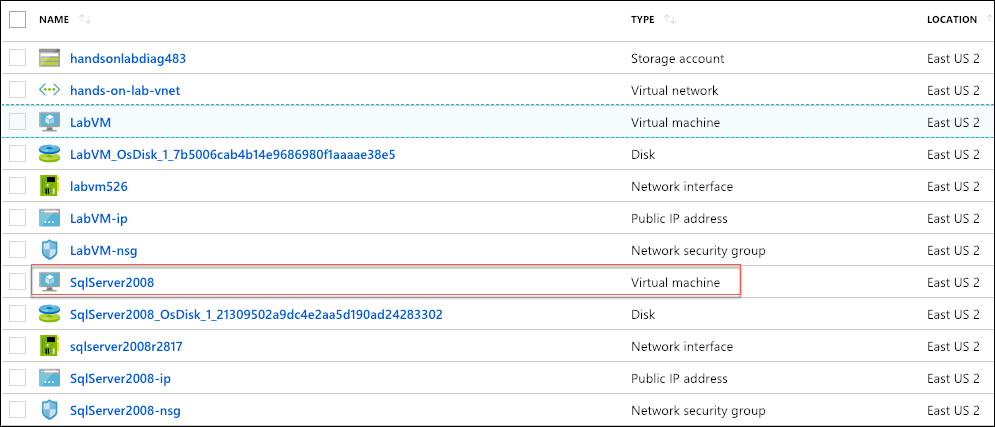 NAME TYPE LOCATION
handsonlabdiag483 Storage account East US 2
hands-on-lab-vnet Virtual network East US 2
LabVM Virtual machine East US 2
LabVM_OsDisk_1_7b5006cab4b14e9686980f1aaaae38e5 Disk East US 2
labvm526 Network interface East US 2
LabVM-ip Public IP address East US 2
LabVM-nsg Network security group East US 2
SqlServer2008 Virtual machine East US 2
SqlServer2008_OsDisk_1_21309502a9dc4e2aa5d190ad24283302 Disk East US 2
sqlserver2008r2817 Network interface East US 2
SqlServer2008-ip Public IP address East US 2
SqlServer2008-nsg Network security group East US 2